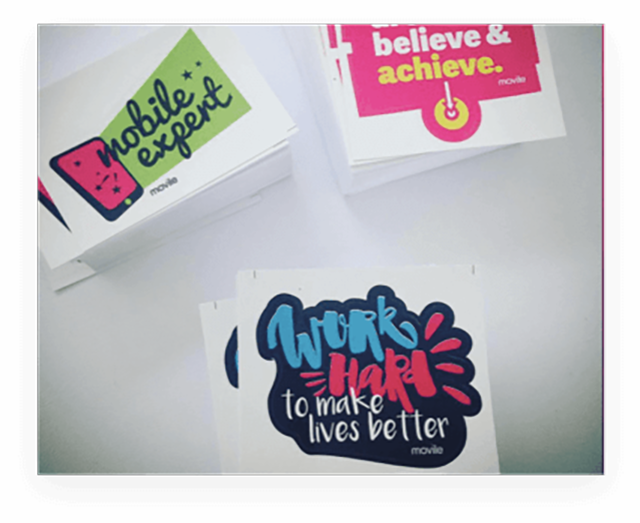 mobile
expert
movile
believe &
achieve.
movile
WORK
HARD
to make
lives better
movile